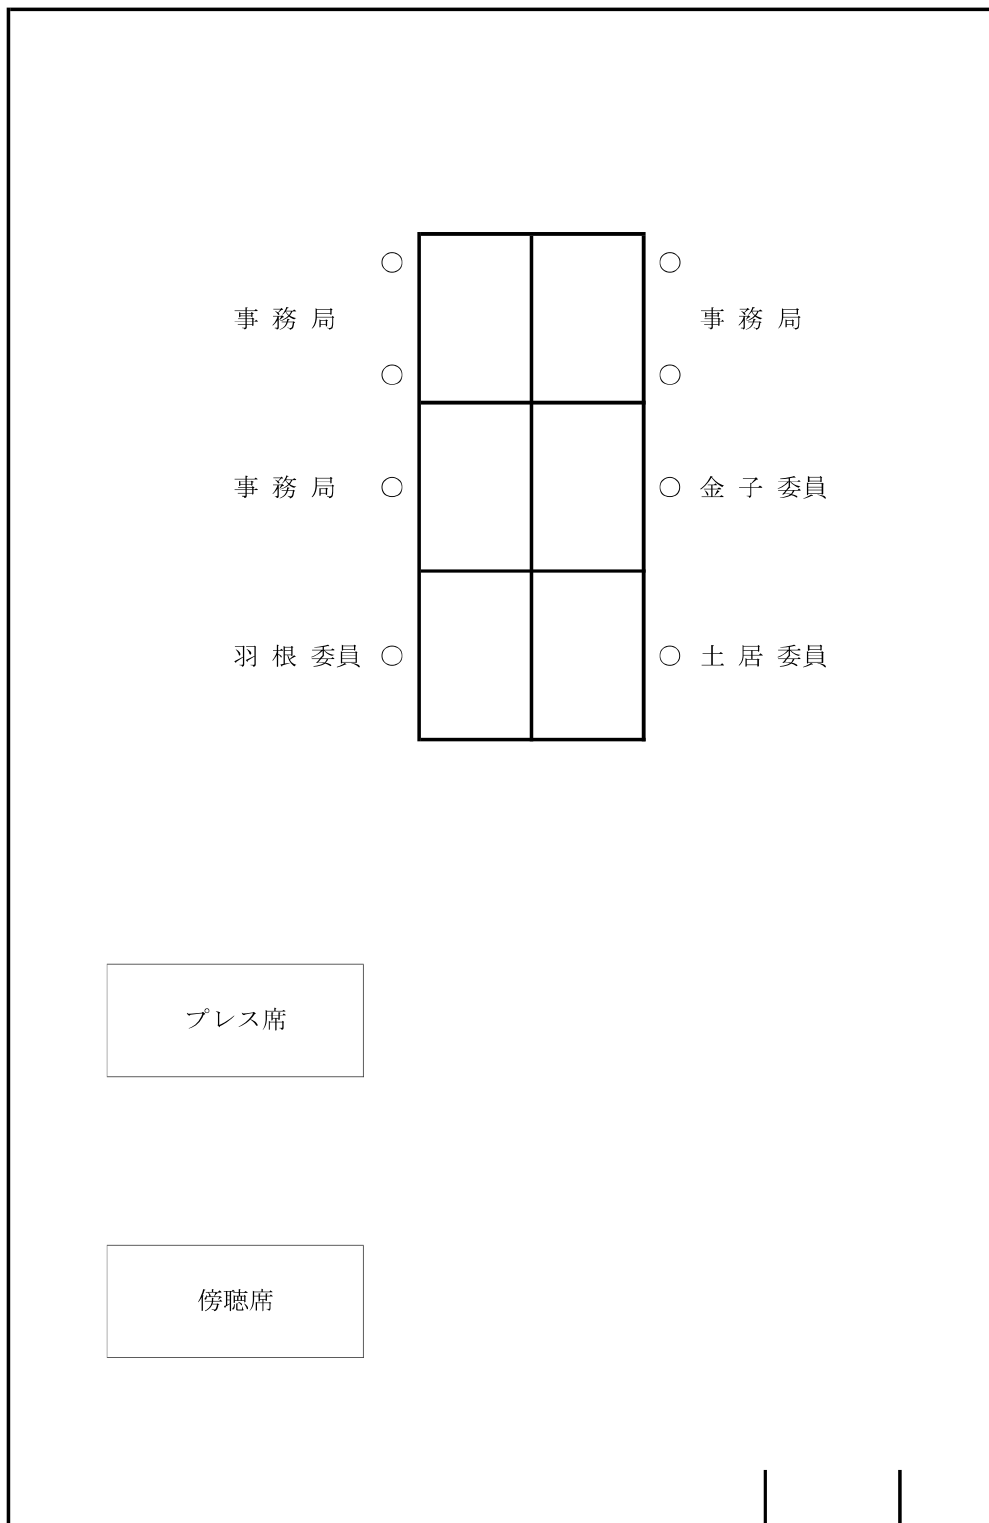 ○ ○
事 務 局 事 務 局
○ ○
事 務 局 ○ ○ 金 子 委員
羽 根 委員 ○ ○ 土 居 委員
プレス席
傍聴席